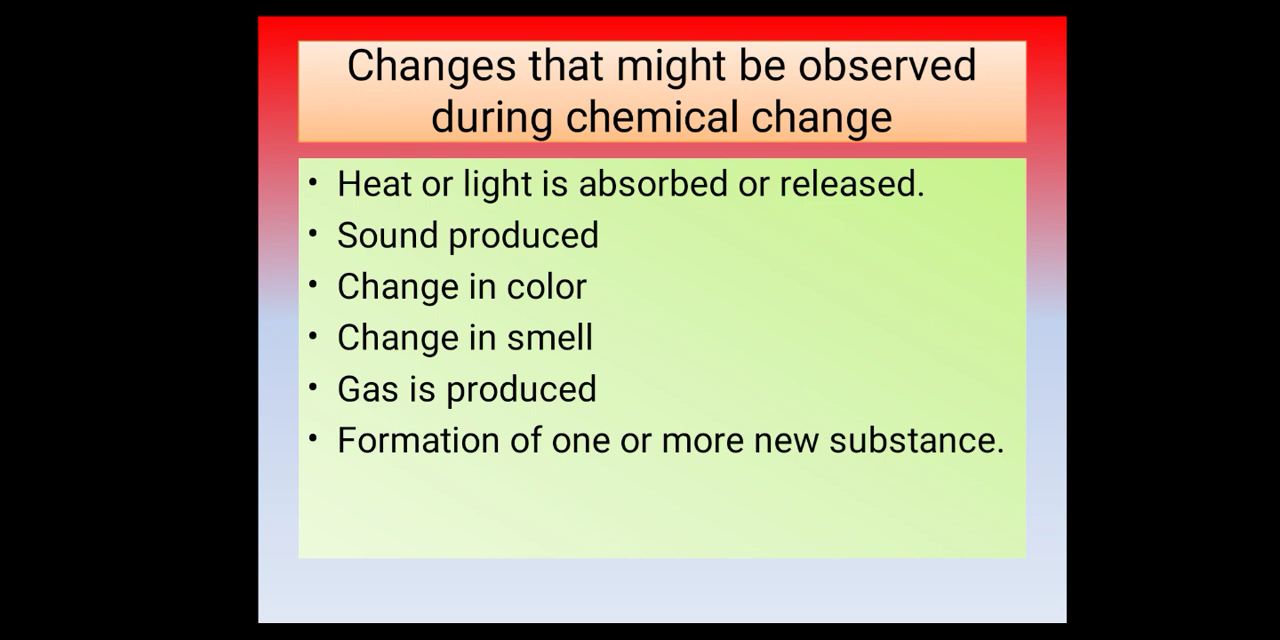 Changes that might be observed
during chemical change
• Heat or light is absorbed or released.
• Sound produced
• Change in color
• Change in smell
• Gas is produced
• Formation of one or more new substance.